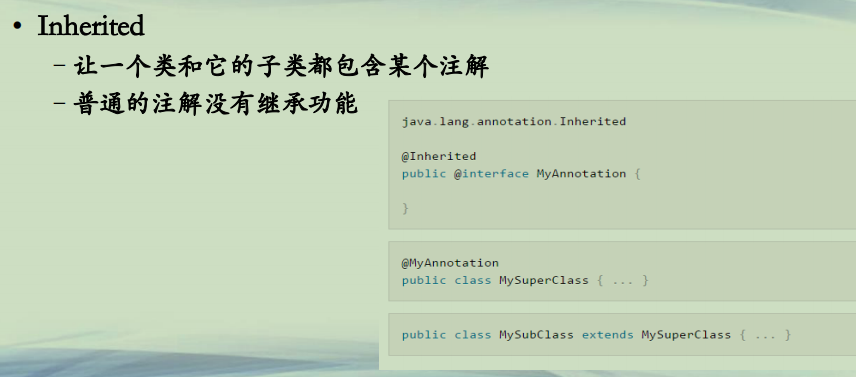 • Inherited
– 让一个类和它的子类都包含某个注解
– 普通的注解没有继承功能
java.lang.annotation.Inherited
@Inherited
public @interface MyAnnotation {
}
@MyAnnotation
public class MySuperClass { ... }
public class MySubClass extends MySuperClass { ... }